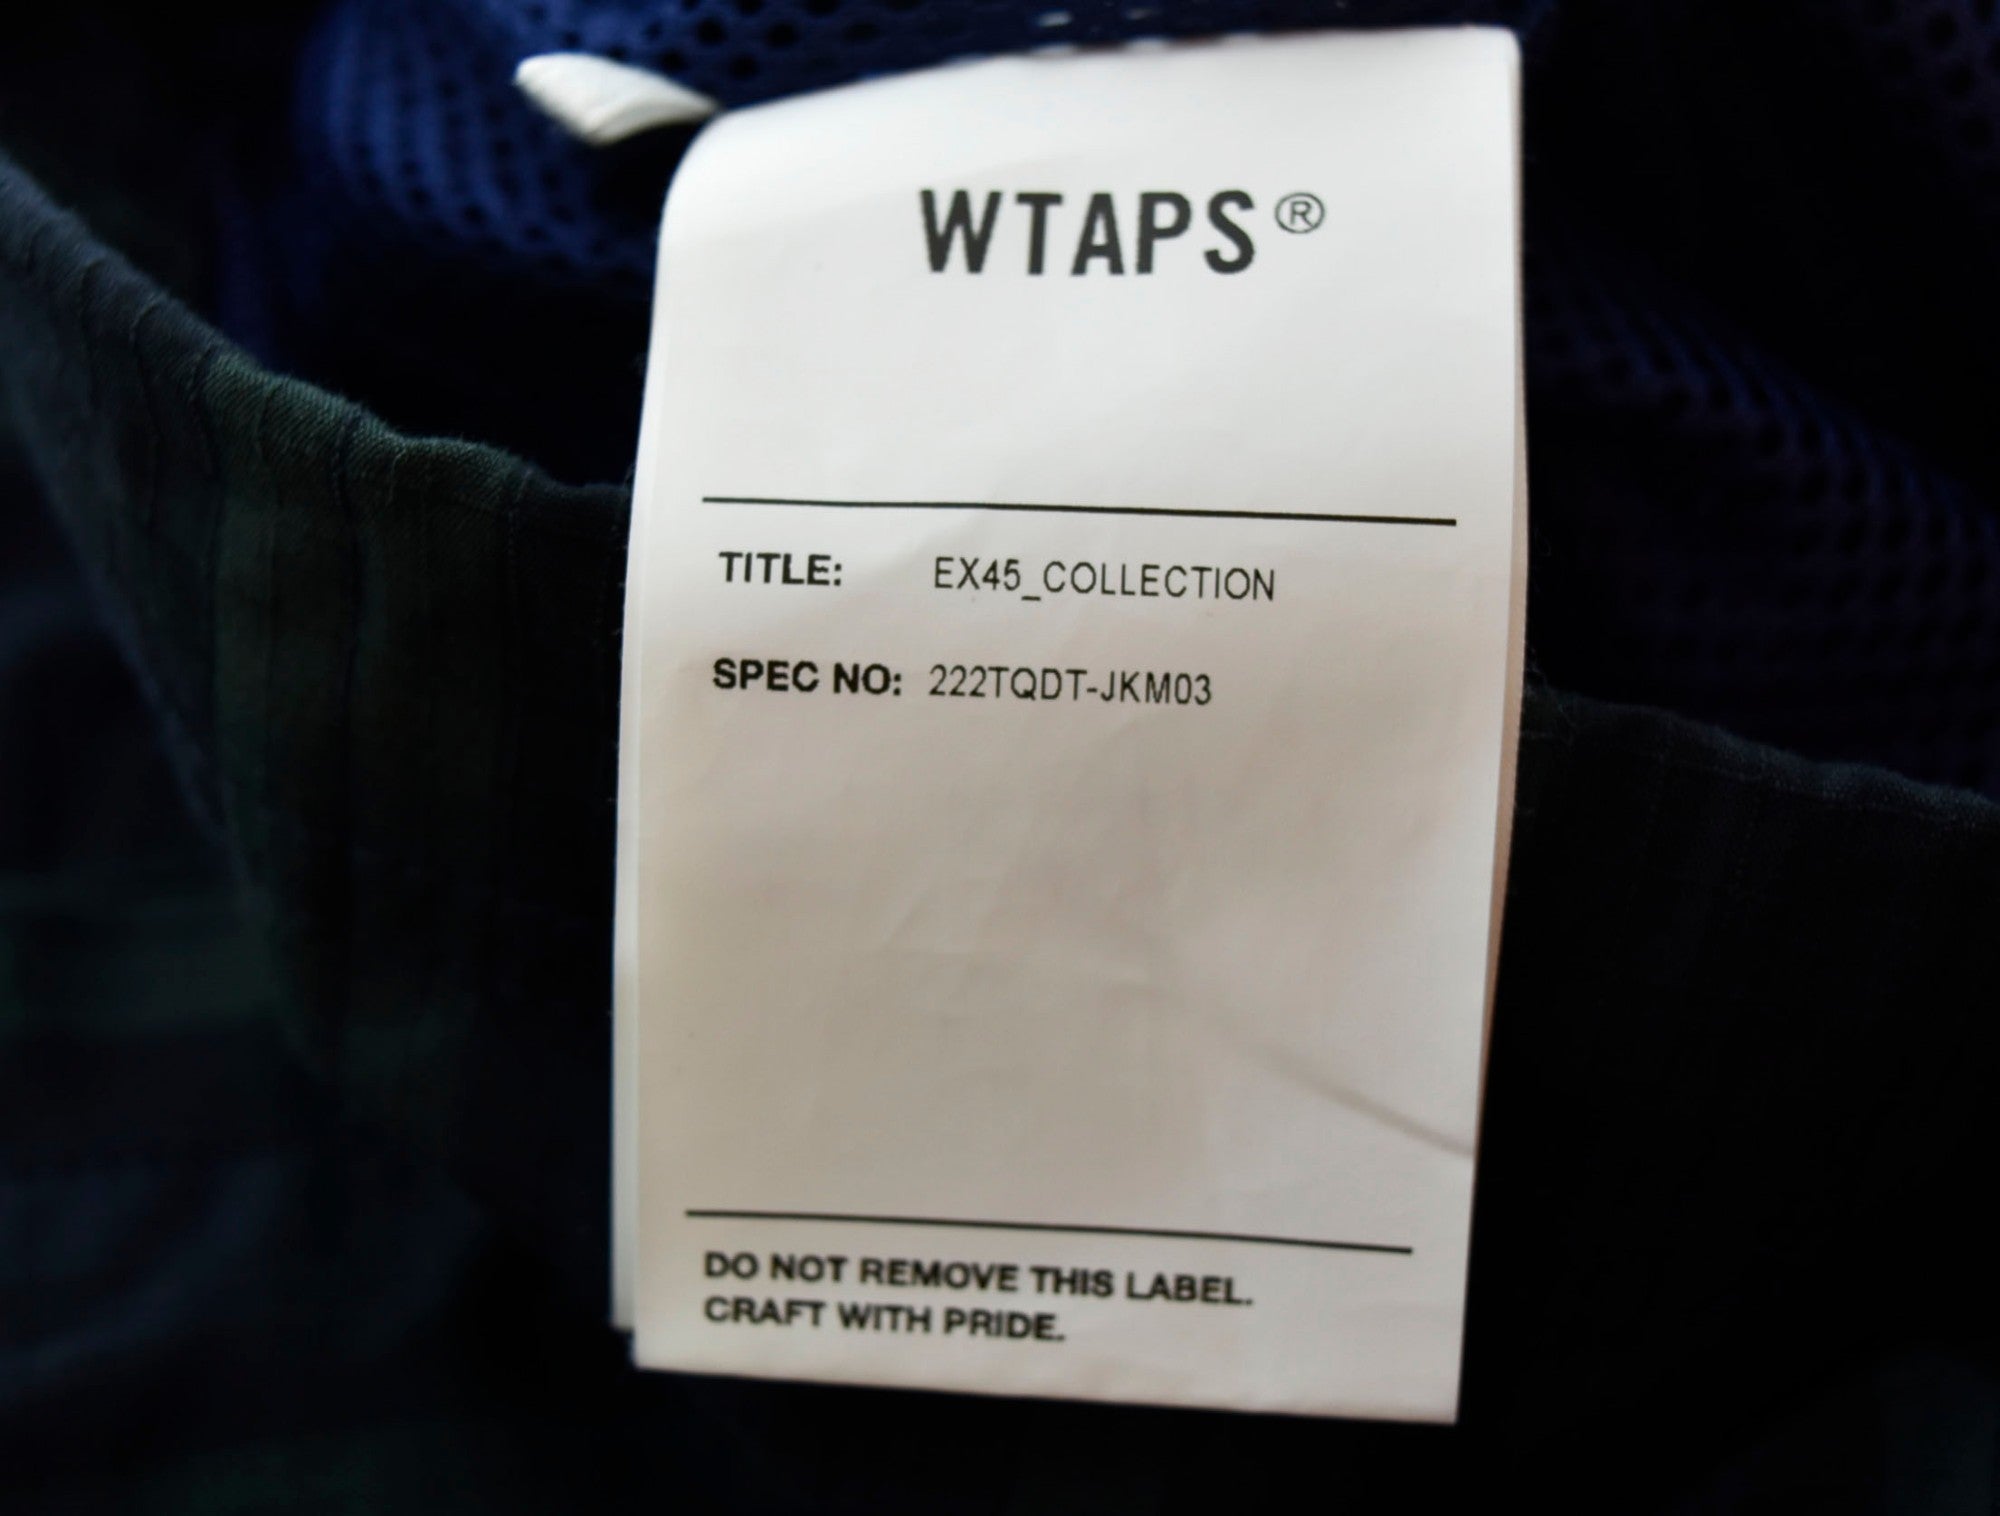 WTAPS®
TITLE: EX45_COLLECTION
SPEC NO: 222TQDT-JKM03
DO NOT REMOVE THIS LABEL.
CRAFT WITH PRIDE.